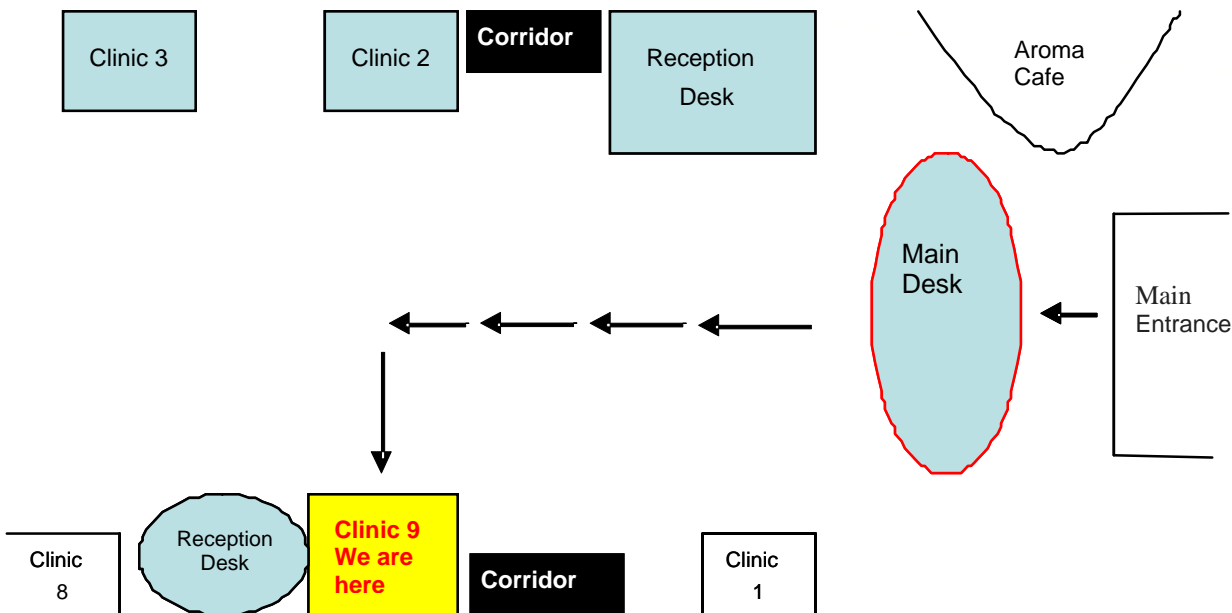 Clinic 3
Clinic 2
Corridor
Reception
Desk
Aroma
Cafe
Main
Desk
Main
Entrance
Clinic
8
Reception
Desk
Clinic 9
We are
here
Corridor
Clinic
1